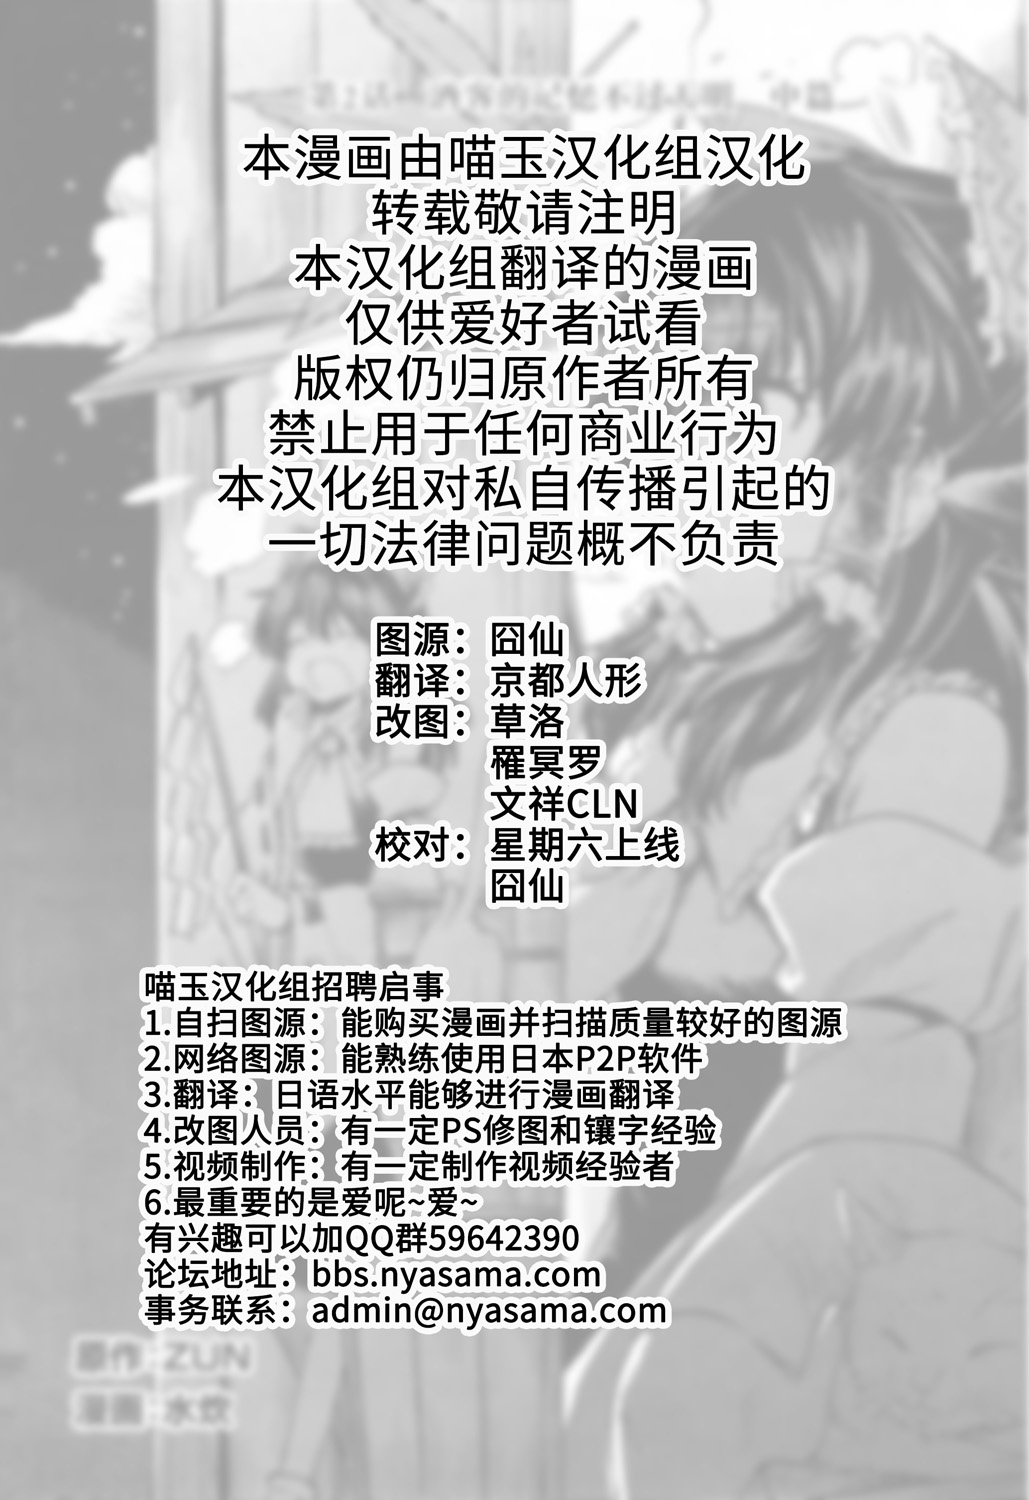 本漫画由喵玉汉化组汉化
转载敬请注明
本汉化组翻译的漫画
仅供爱好者试看
版权仍归原作者所有
禁止用于任何商业行为
本汉化组对私自传播引起的
一切法律问题概不负责
图源：囧仙
翻译：京都人形
改图：草洛
罹冥罗
文祥CLN
校对：星期六上线
囧仙
喵玉汉化组招聘启事
1.自扫图源：能购买漫画并扫描质量较好的图源
2.网络图源：能熟练使用日本P2P软件
3.翻译：日语水平能够进行漫画翻译
4.改图人员：有一定PS修图和镶字经验
5.视频制作：有一定制作视频经验者
6.最重要的是爱呢~爱~
有兴趣可以加QQ群59642390
论坛地址：bbs.nyasama.com
事务联系：admin@nyasama.com
原作 ZUN
漫画 水炊